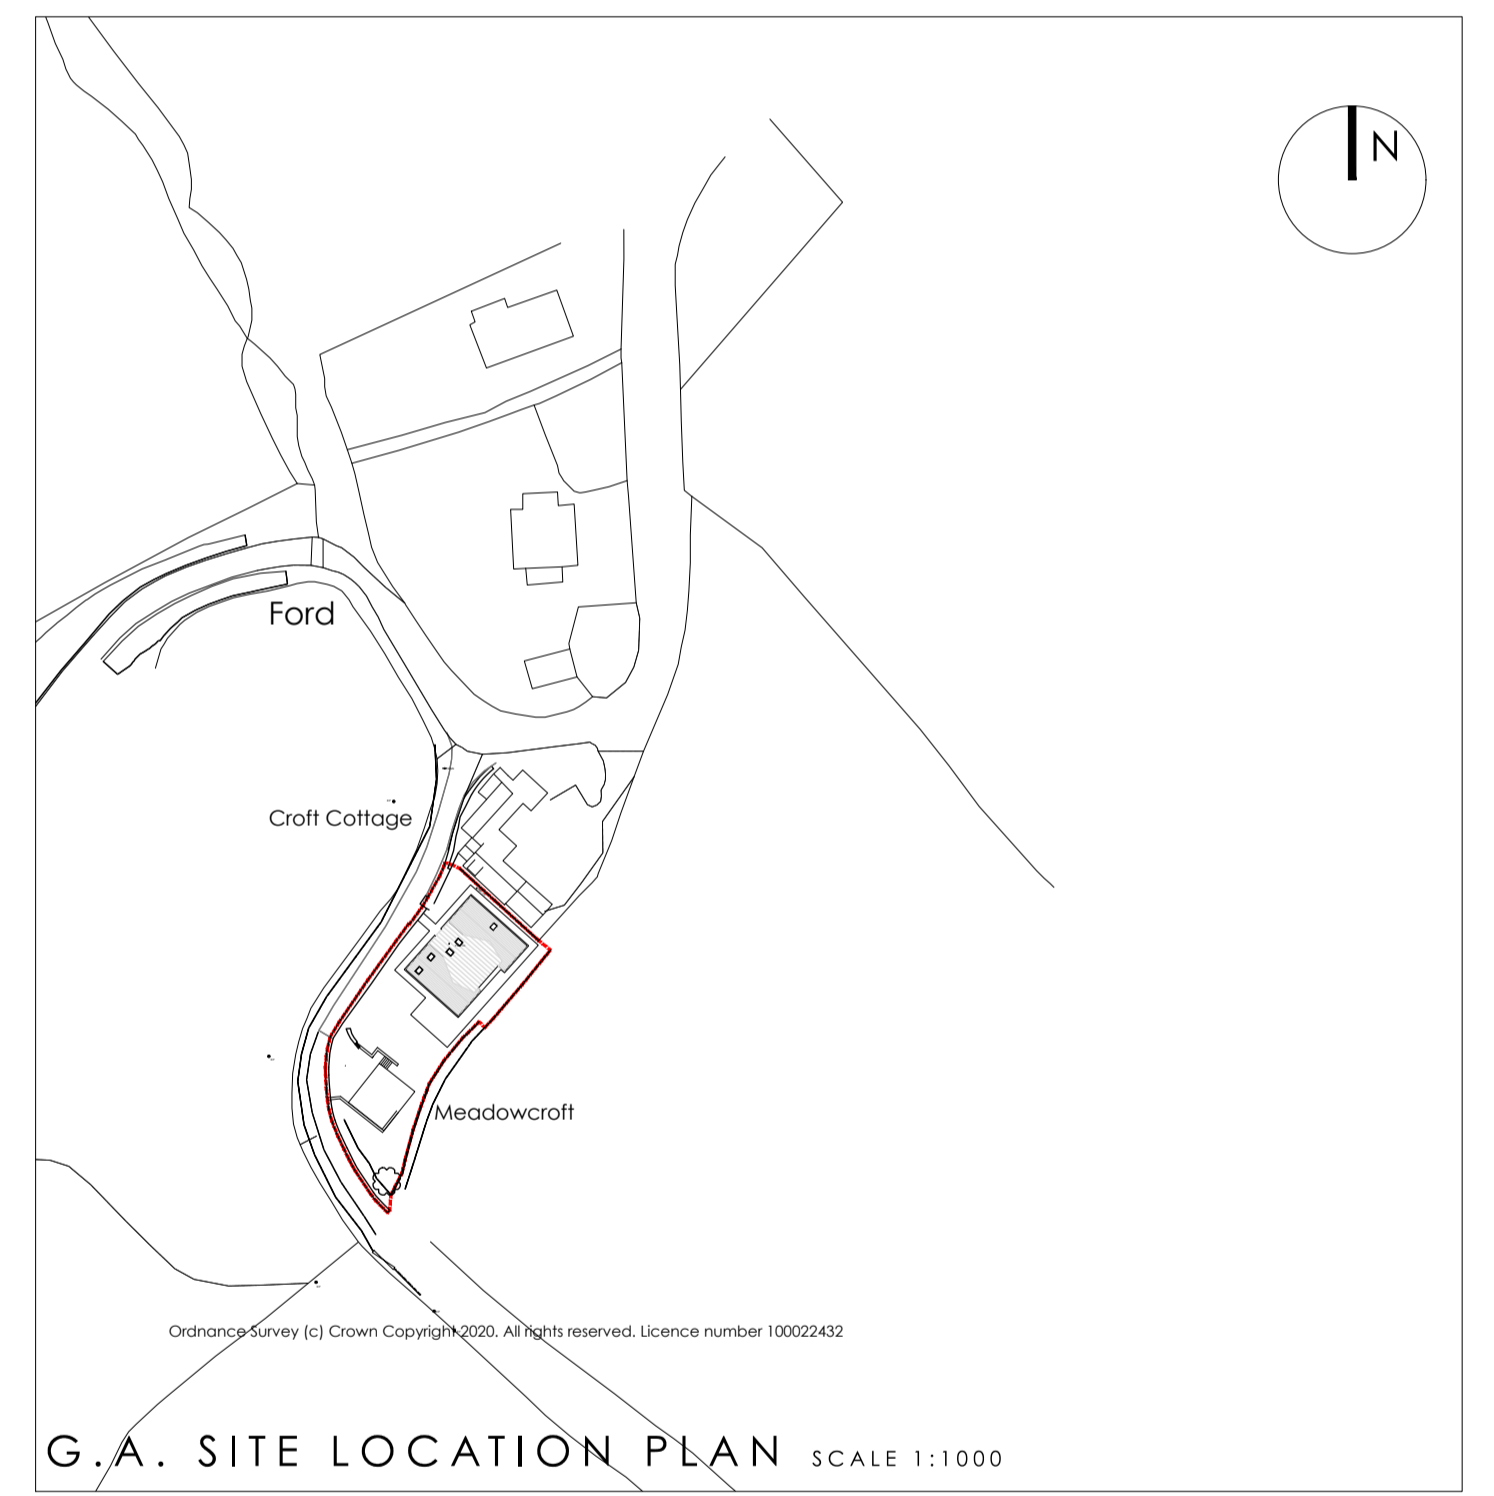 N
Ford
Croft Cottage
Meadowcroft
Ordnance Survey (c) Crown Copyright 2020. All rights reserved. Licence number 100022432
G.A. SITE LOCATION PLAN SCALE 1:1000